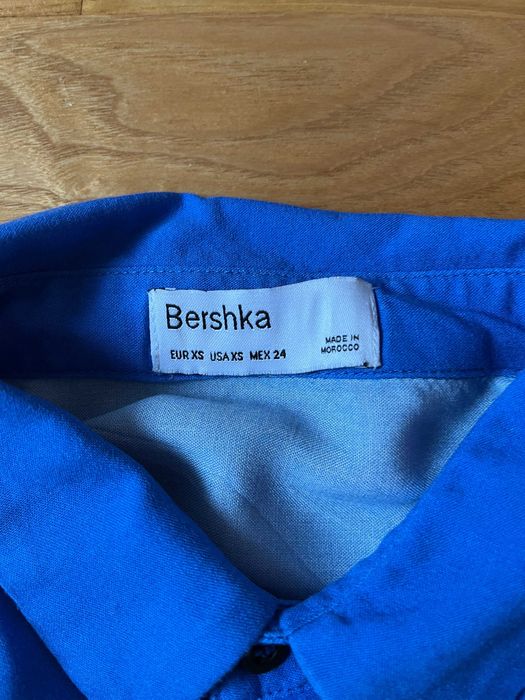 Bershka
EUR XS USA XS MEX 24
MADE IN
MOROCCO